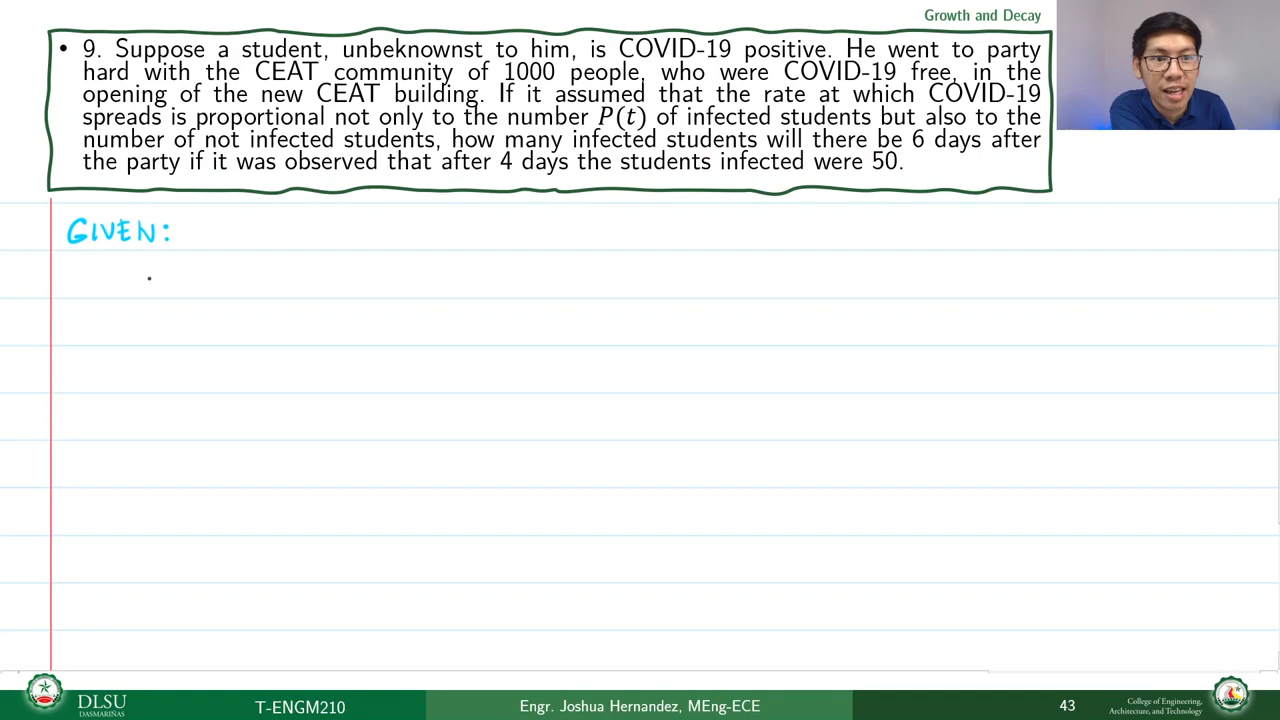 Growth and Decay
• 9. Suppose a student, unbeknownst to him, is COVID-19 positive. He went to party
hard with the CEAT community of 1000 people, who were COVID-19 free, in the
opening of the new CEAT building. If it assumed that the rate at which COVID-19
spreads is proportional not only to the number P(t) of infected students but also to the
number of not infected students, how many infected students will there be 6 days after
the party if it was observed that after 4 days the students infected were 50.
GIVEN:
DLSU
DASMARIÑAS
T-ENGM210
Engr. Joshua Hernandez, MEng-ECE
43
College of Engineering,
Architecture, and Technology